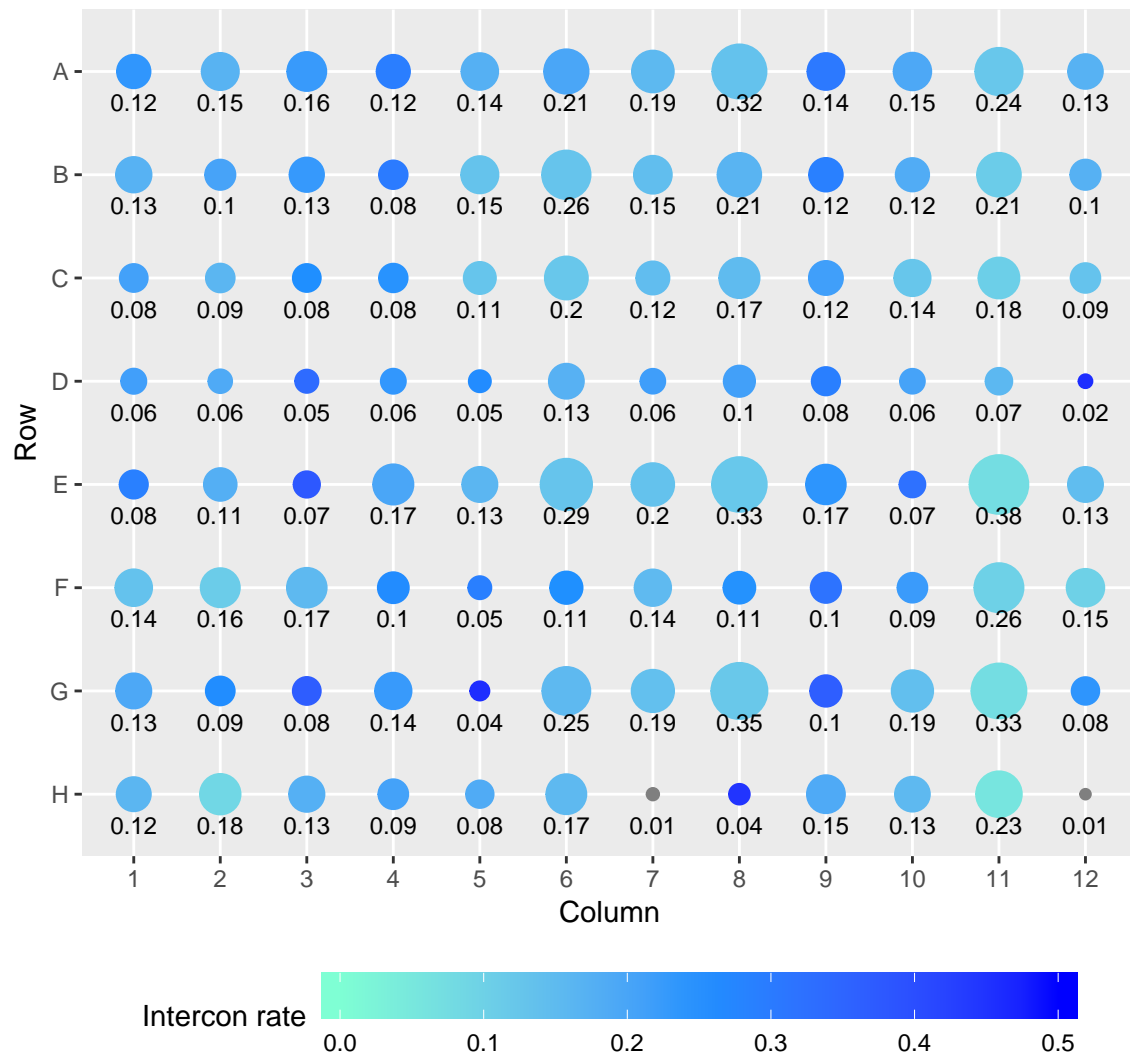 A
0.12 0.15 0.16 0.12 0.14 0.21 0.19 0.32 0.14 0.15 0.24 0.13
B
0.13 0.1 0.13 0.08 0.15 0.26 0.15 0.21 0.12 0.12 0.21 0.1
C
0.08 0.09 0.08 0.08 0.11 0.2 0.12 0.17 0.12 0.14 0.18 0.09
D
0.06 0.06 0.05 0.06 0.05 0.13 0.06 0.1 0.08 0.06 0.07 0.02
Row
E
0.08 0.11 0.07 0.17 0.13 0.29 0.2 0.33 0.17 0.07 0.38 0.13
F
0.14 0.16 0.17 0.1 0.05 0.11 0.14 0.11 0.1 0.09 0.26 0.15
G
0.13 0.09 0.08 0.14 0.04 0.25 0.19 0.35 0.1 0.19 0.33 0.08
H
0.12 0.18 0.13 0.09 0.08 0.17 0.01 0.04 0.15 0.13 0.23 0.01
1 2 3 4 5 6 7 8 9 10 11 12
Column
Intercon rate
0.0 0.1 0.2 0.3 0.4 0.5